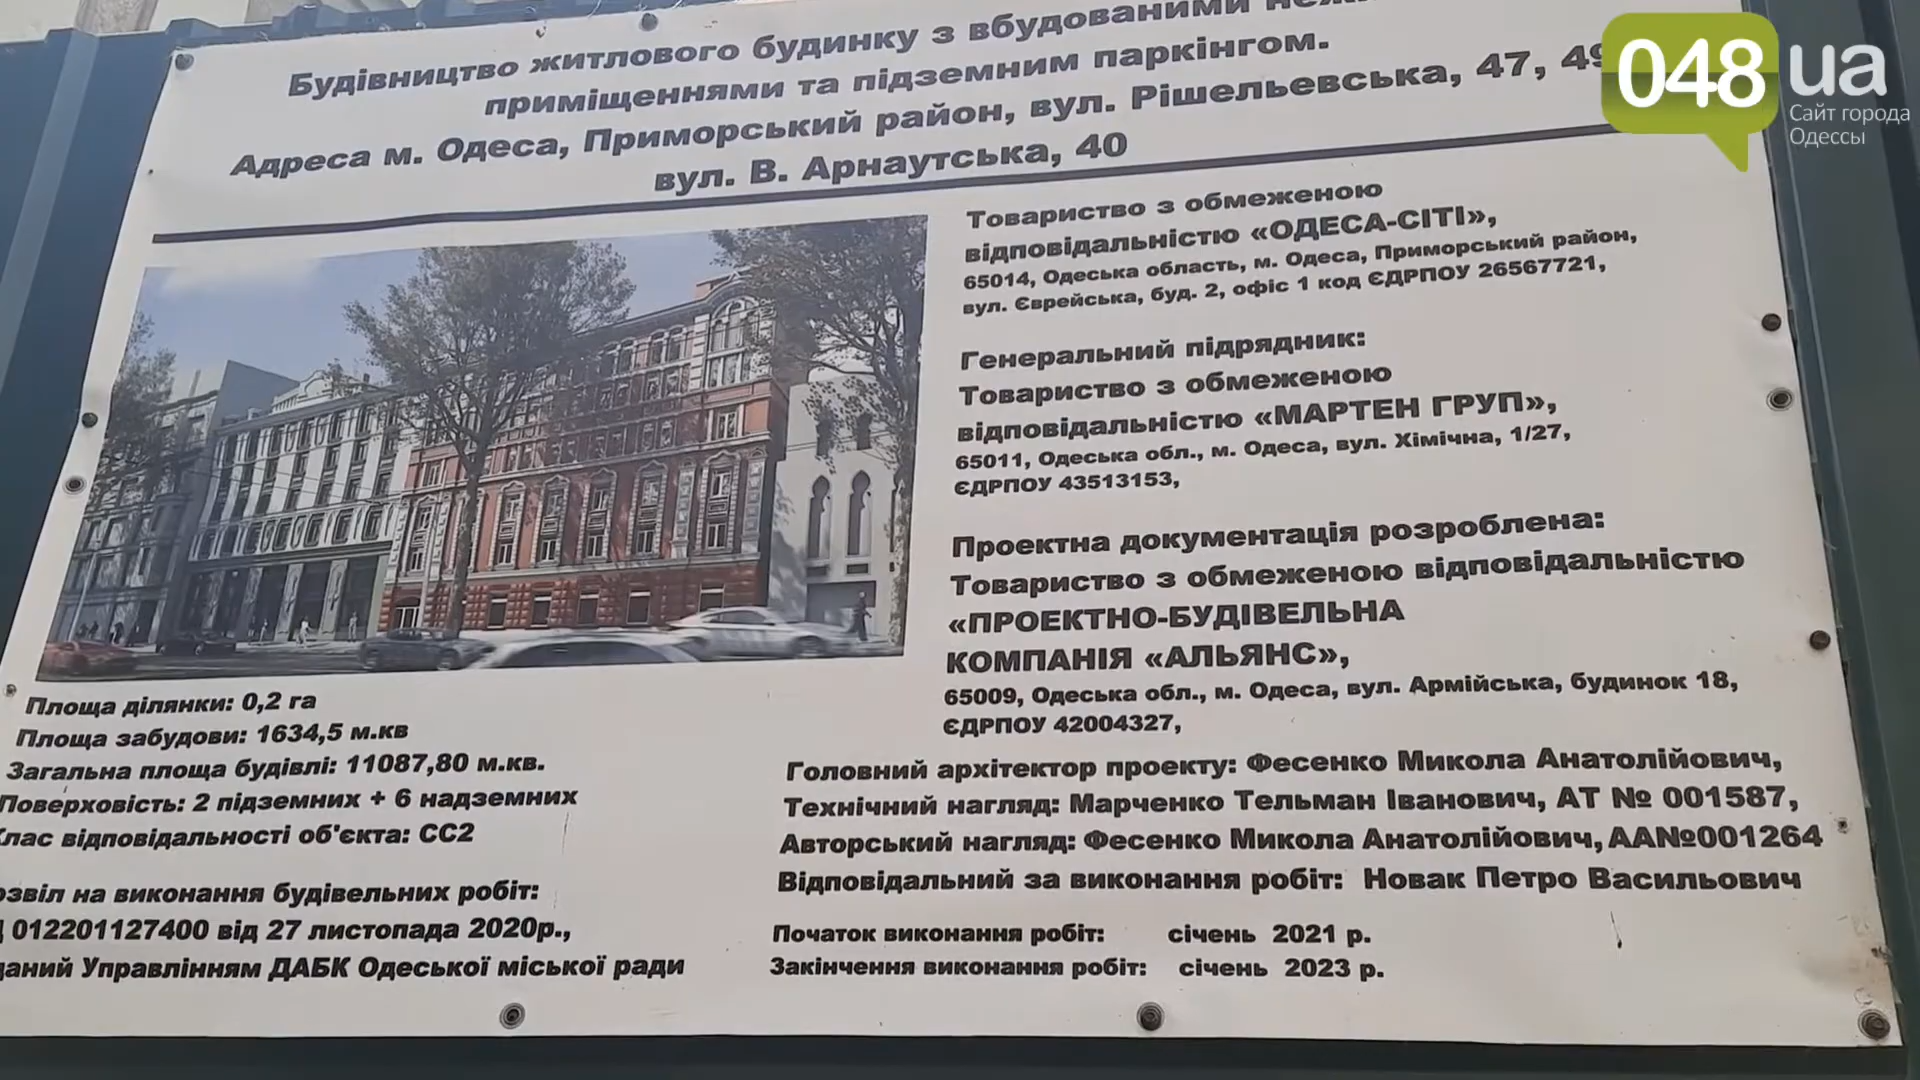 Будівництво житлового будинку з вбудованими
приміщеннями та підземним паркінгом.
Адреса м. Одеса, Приморський район, вул. Рішельевська, 47, 49
вул. В. Арнаутська, 40
048 ua
Сайт города
Одессы
Товариство з обмеженою
відповідальністю «ОДЕСА-СІТІ»,
65014, Одеська область, м. Одеса, Приморський район,
вул. Єврейська, буд. 2, офіс 1 код ЄДРПОУ 26567721,
Генеральний підрядник:
Товариство з обмеженою
відповідальністю «МАРТЕН ГРУП»,
65011, Одеська обл., м. Одеса, вул. Хімічна, 1/27,
ЄДРПОУ 43513153,
Проектна документація розроблена:
Товариство з обмеженою відповідальністю
«ПРОЕКТНО-БУДІВЕЛЬНА
КОМПАНІЯ «АЛЬЯНС»,
65009, Одеська обл., м. Одеса, вул. Армійська, будинок 18,
ЄДРПОУ 42004327,
Площа ділянки: 0,2 га
Площа забудови: 1634,5 м.кв
Загальна площа будівлі: 11087,80 м.кв.
Поверховість: 2 підземних + 6 надземних
відповідальності об'єкта: СС2
на виконання будівельних робіт:
012201127400 від 27 листопада 2020р.,
Управлінням ДАБК Одеської міської ради
Головний архітектор проекту: Фесенко Микола Анатолійович,
Технічний нагляд: Марченко Тельман Іванович, АТ № 001587,
Авторський нагляд: Фесенко Микола Анатолійович, АА№001264
Відповідальний за виконання робіт: Новак Петро Васильович
Початок виконання робіт: січень 2021 р.
Закінчення виконання робіт: січень 2023 р.